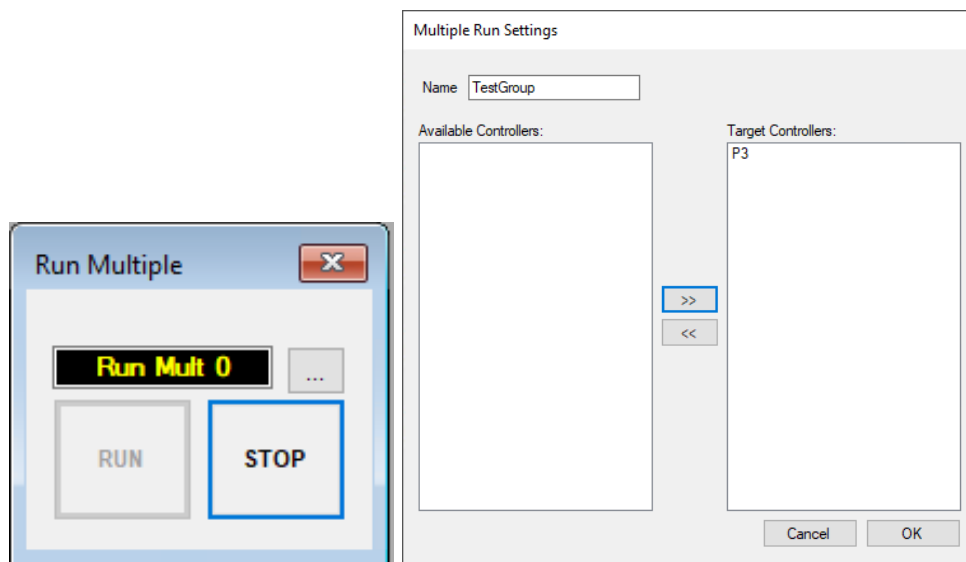 Run Multiple
Run Mult 0
...
RUN
STOP
Multiple Run Settings
Name TestGroup
Available Controllers:
Target Controllers:
P3
>>
<<
Cancel
OK